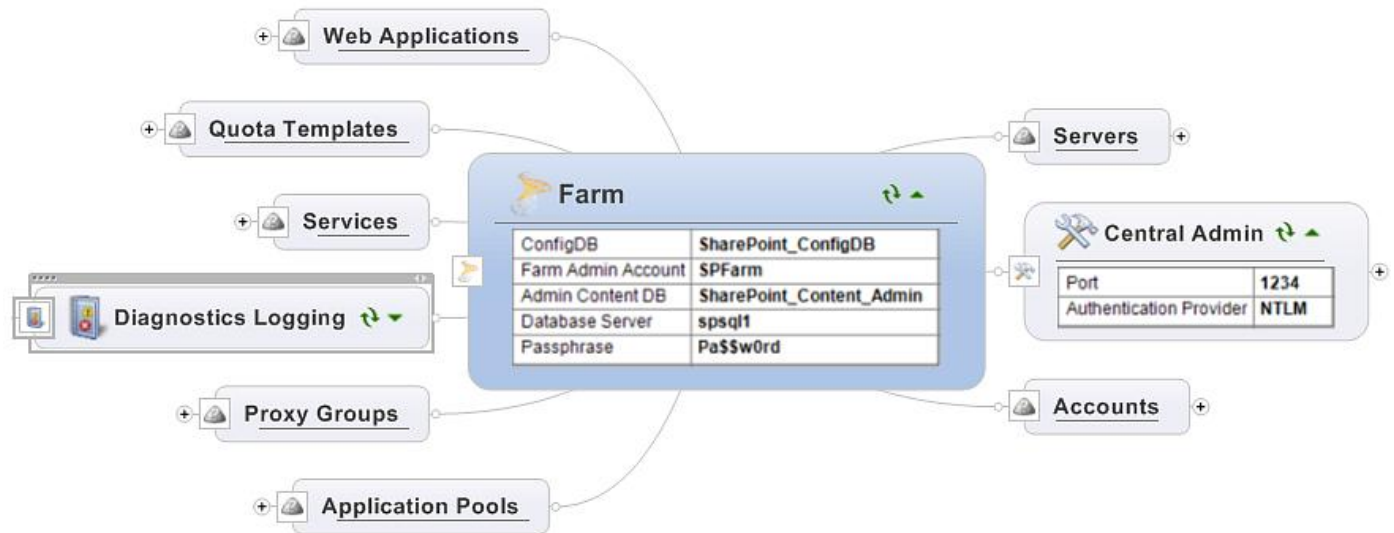 Web Applications
Quota Templates
Servers
Farm
Services
Central Admin
ConfigDB SharePoint_ConfigDB
Farm Admin Account SPFarm
Port 1234
Admin Content DB SharePoint_Content_Admin
Authentication Provider NTLM
Diagnostics Logging
Database Server spsql1
Passphrase Pa$$w0rd
Proxy Groups
Accounts
Application Pools